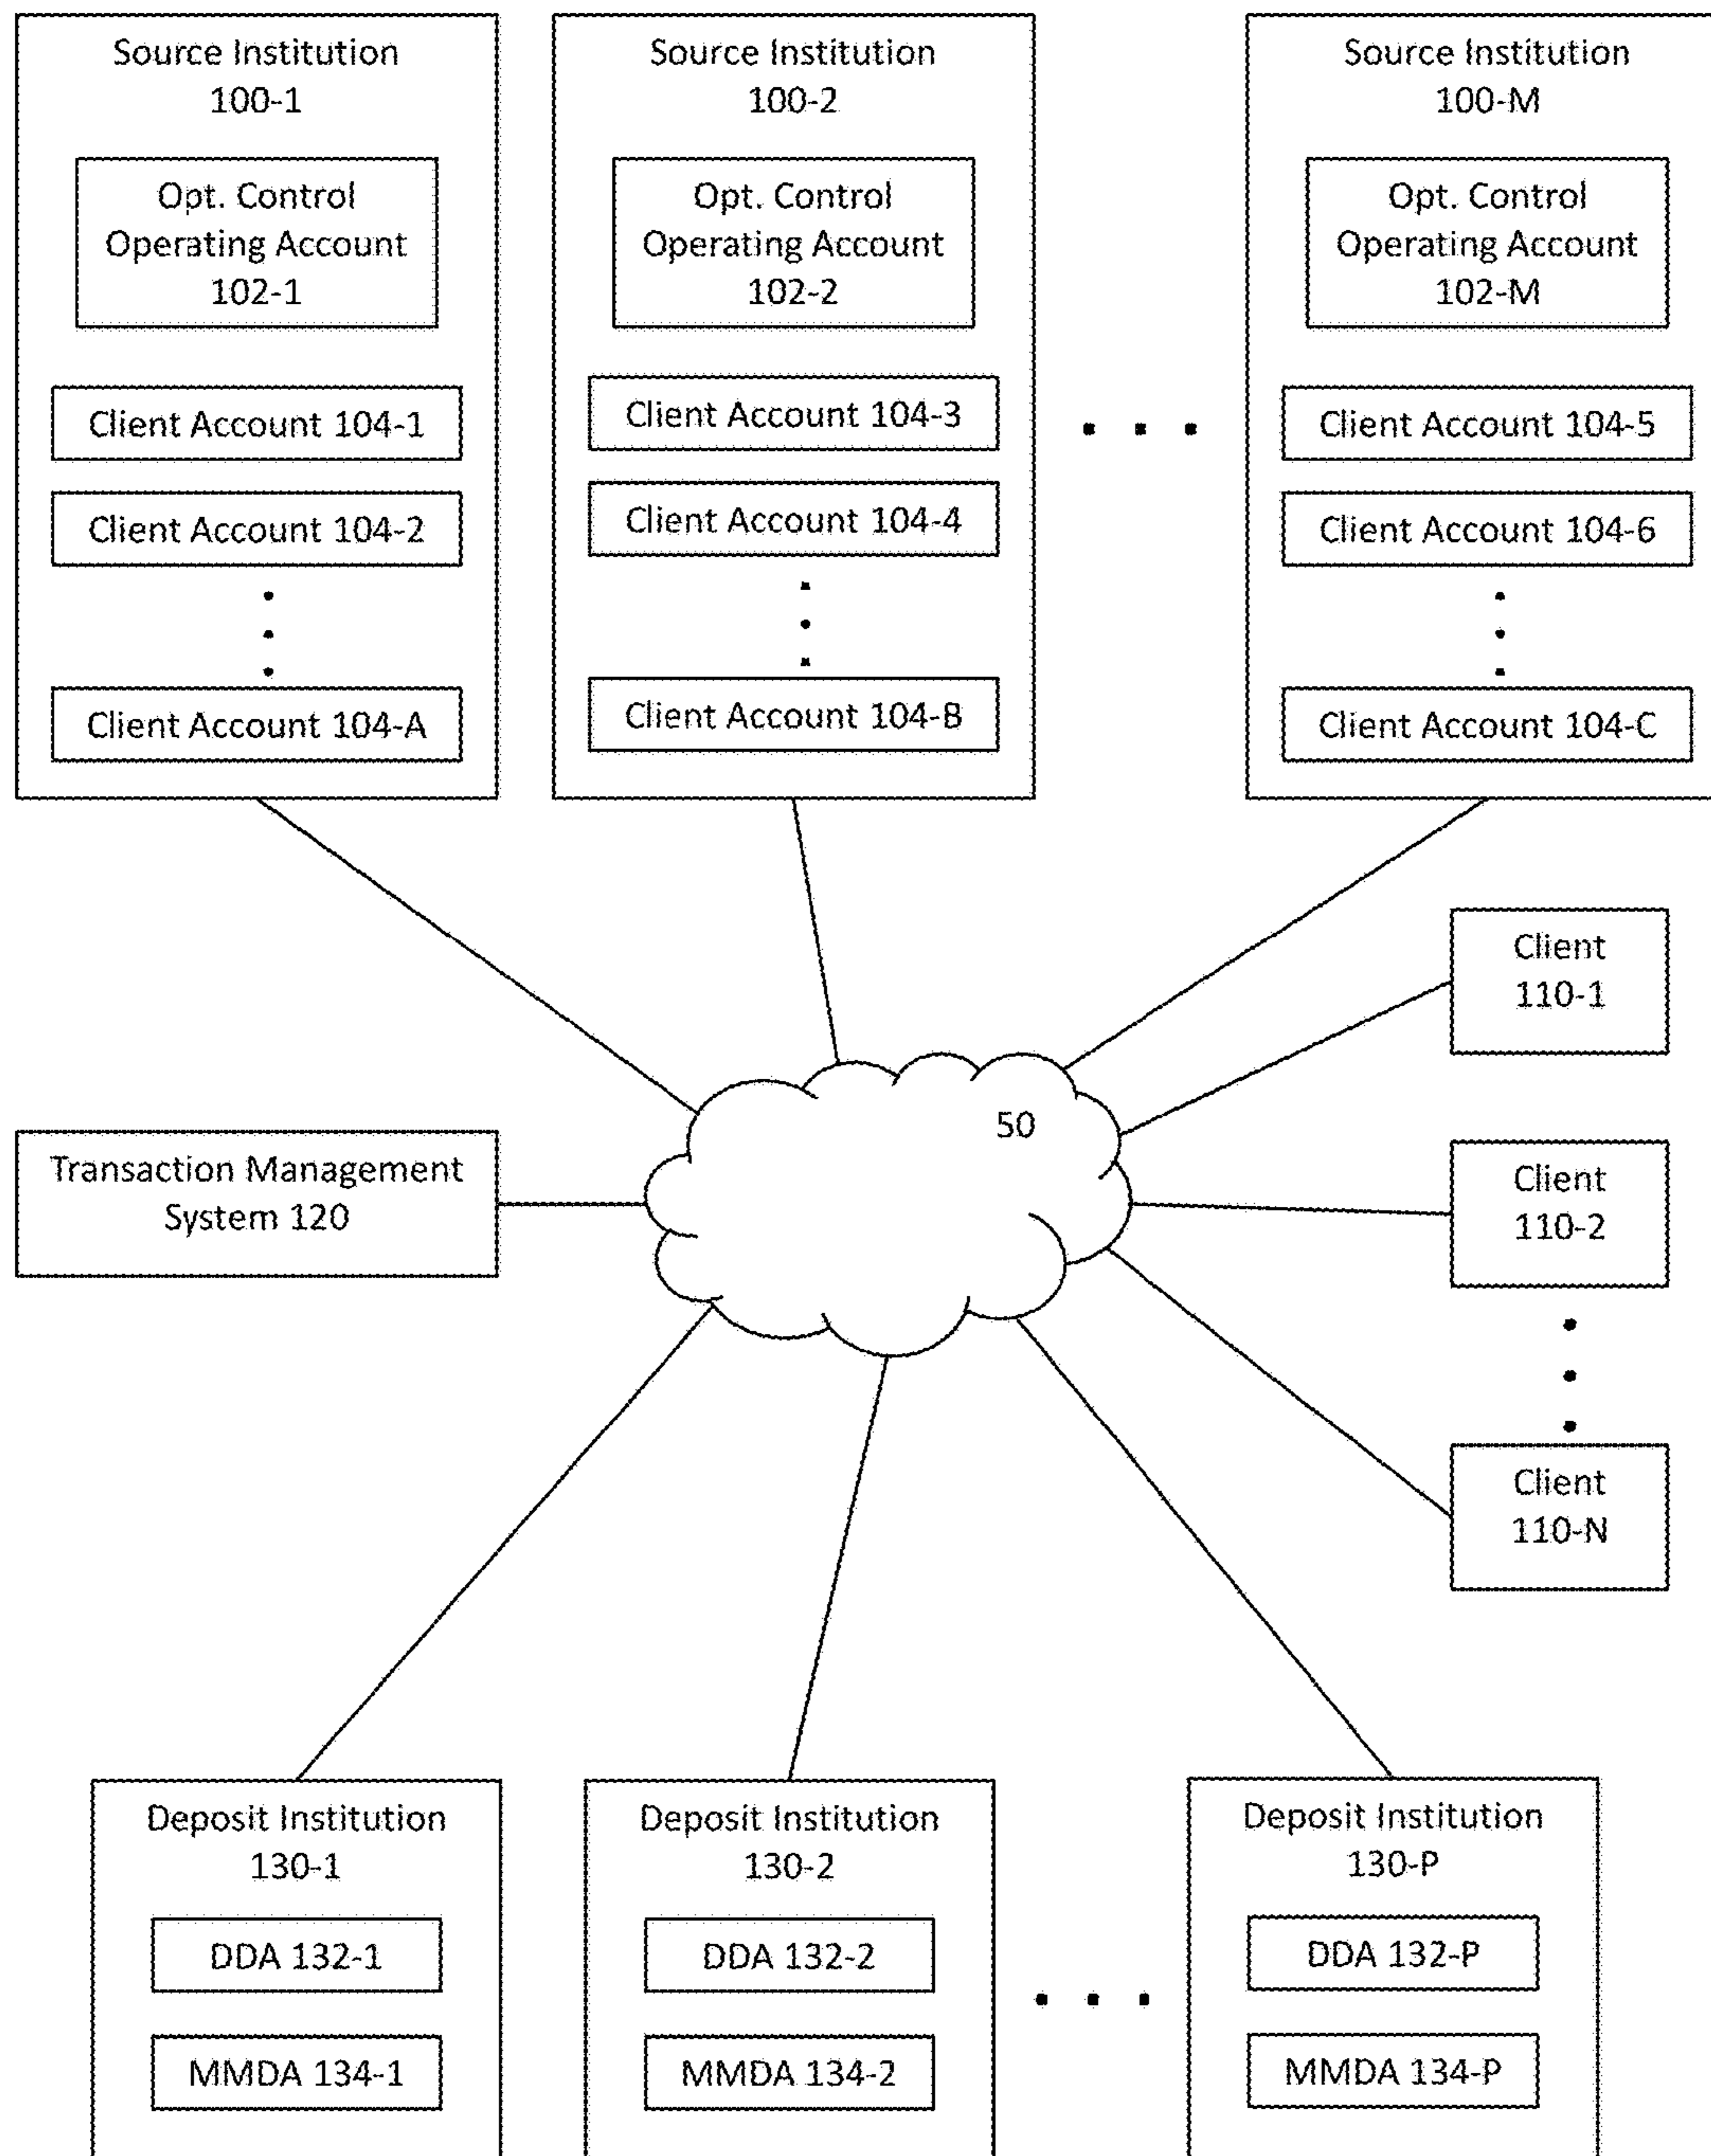 Source Institution
100-1
Opt. Control
Operating Account
102-1
Client Account 104-1
Client Account 104-2
Client Account 104-A
Source Institution
100-2
Opt. Control
Operating Account
102-2
Client Account 104-3
Client Account 104-4
Client Account 104-B
Source Institution
100-M
Opt. Control
Operating Account
102-M
Client Account 104-5
Client Account 104-6
Client Account 104-C
Client
110-1
50
Transaction Management
System 120
Client
110-2
Client
110-N
Deposit Institution
130-1
DDA 132-1
MMDA 134-1
Deposit Institution
130-2
DDA 132-2
MMDA 134-2
Deposit Institution
130-P
DDA 132-P
MMDA 134-P